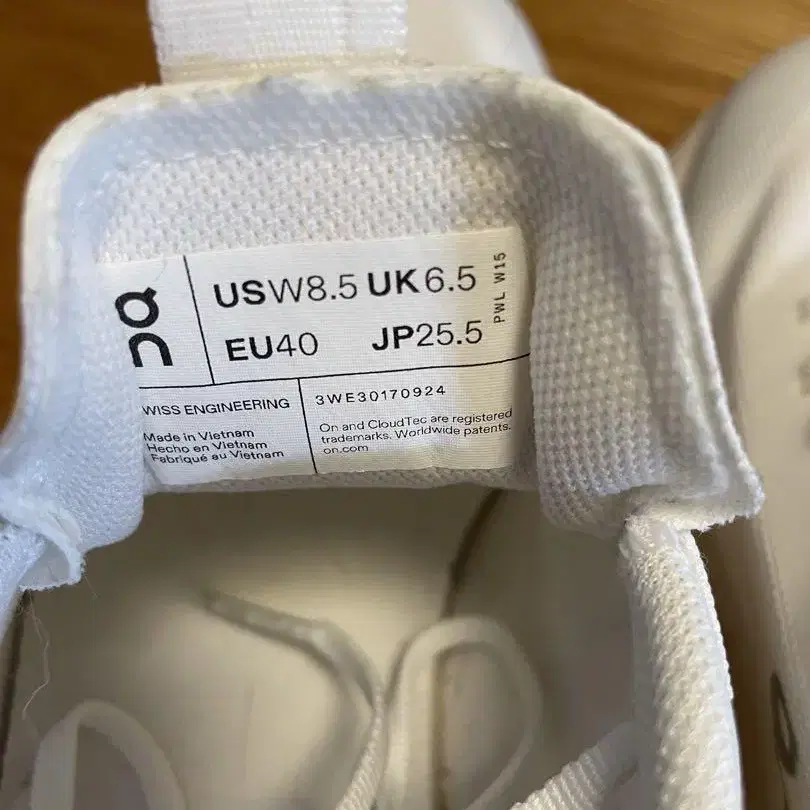 On
USW8.5 UK6.5
EU40 JP25.5
PWL W15
WISS ENGINEERING
Made in Vietnam
Hecho en Vietnam
Fabriqué au Vietnam
3WE30170924
On and CloudTec are registered
trademarks. Worldwide patents.
on.com